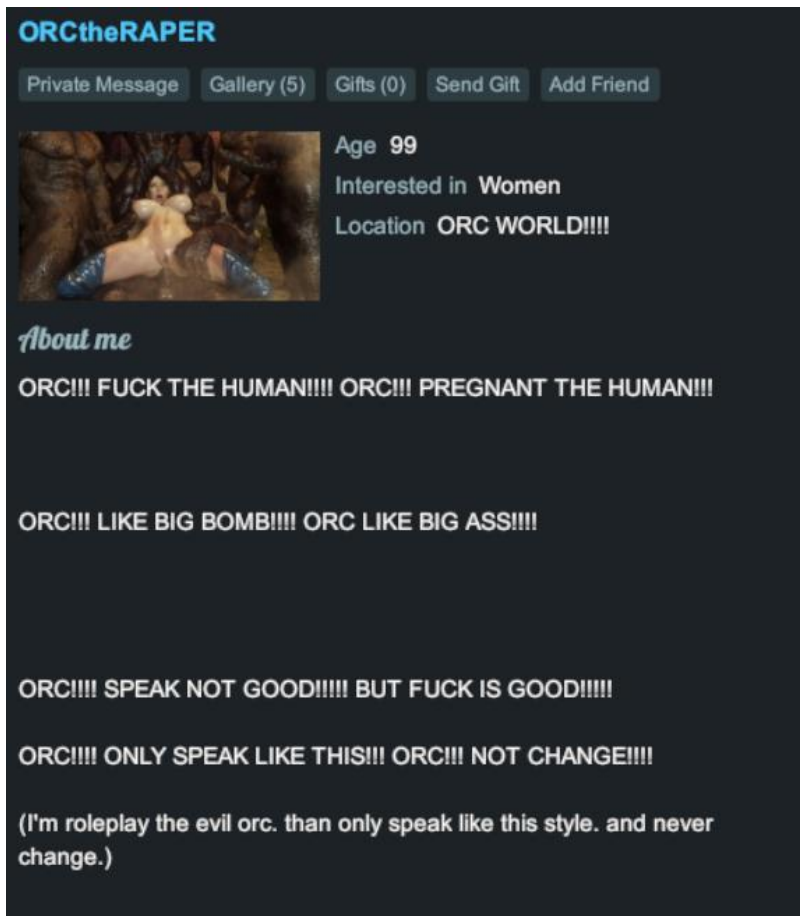 ORCtheRAPER
Private Message Gallery (5) Gifts (0) Send Gift Add Friend
Age 99
Interested in Women
Location ORC WORLD!!!!
About me
ORC!!! FUCK THE HUMAN!!!! ORC!!! PREGNANT THE HUMAN!!!
ORC!!! LIKE BIG BOMB!!!! ORC LIKE BIG ASS!!!!
ORC!!!! SPEAK NOT GOOD!!!!! BUT FUCK IS GOOD!!!!!
ORC!!!! ONLY SPEAK LIKE THIS!!! ORC!!! NOT CHANGE!!!!
(I'm roleplay the evil orc. than only speak like this style. and never
change.)